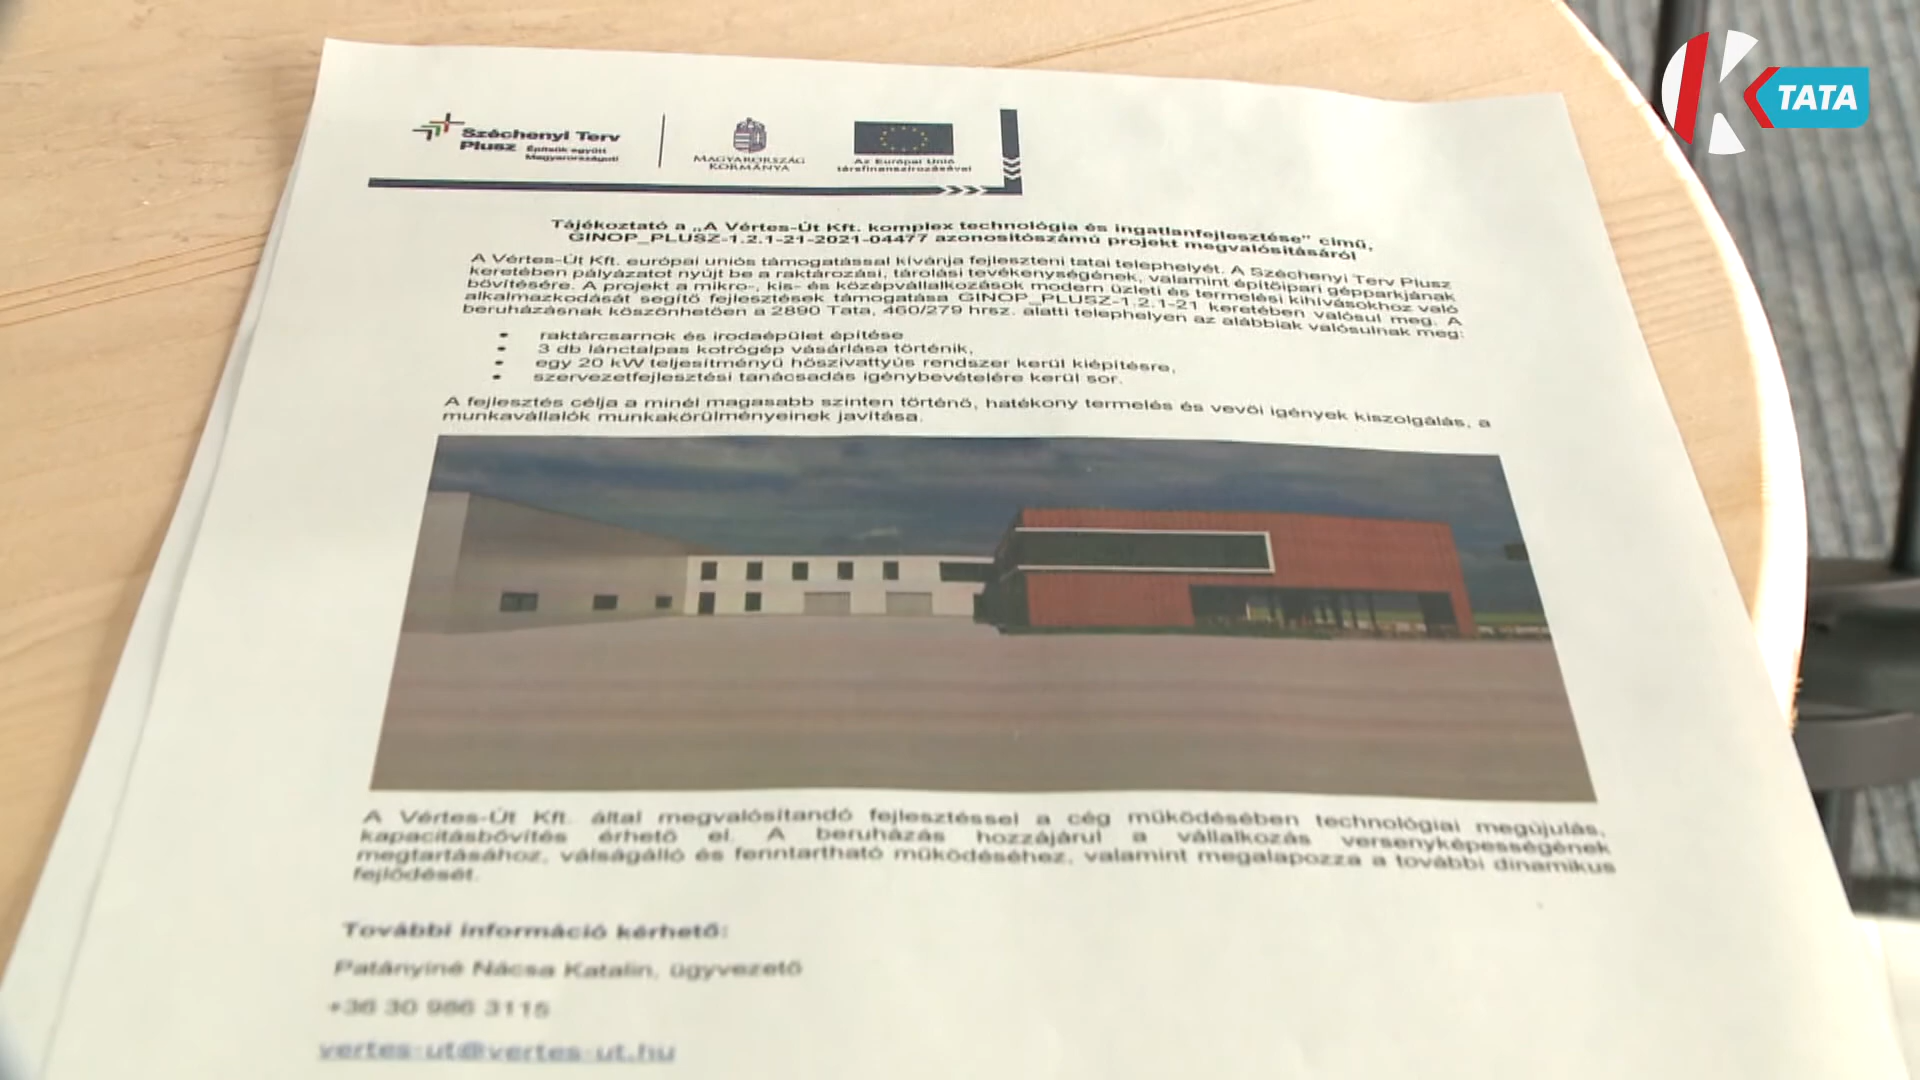 TATA
Széchenyi Terv
Plusz Építsük együtt
Magyarországot!
MAGYARORSZÁG
KORMÁNYA
Az Európai Unió
társfinanszírozásával
Tájékoztató a „A Vértes-Út Kft. komplex technológia és ingatlanfejlesztése" című,
GINOP_PLUSZ-1.2.1-21-2021-04477 azonosítószámú projekt megvalósításáról
A Vértes-Út Kft. európai uniós támogatással kívánja fejleszteni tatai telephelyét. A Széchenyi Terv Plusz
keretében pályázatot nyújt be a raktározási, tárolási tevékenységének, valamint építőipari gépparkjának
bővítésére. A projekt a mikro-, kis- és középvállalkozások modern üzleti és termelési kihívásokhoz való
alkalmazkodását segítő fejlesztések támogatása GINOP_PLUSZ-1.2.1-21 keretében valósul meg. A
beruházásnak köszönhetően a 2890 Tata, 460/279 hrsz. alatti telephelyen az alábbiak valósulnak meg:
• raktárcsarnok és irodaépület építése
• 3 db lánctalpas kotrógép vásárlása történik,
• egy 20 kW teljesítményű hőszivattyús rendszer kerül kiépítésre,
• szervezetfejlesztési tanácsadás igénybevételére kerül sor.
A fejlesztés célja a minél magasabb szinten történő, hatékony termelés és vevői igények kiszolgálás, a
munkavállalók munkakörülményeinek javítása.
A Vértes-Út Kft. által megvalósítandó fejlesztéssel a cég működésében technológiai megújulás,
kapacitásbővítés érhető el. A beruházás hozzájárul a vállalkozás versenyképességének
megtartásához, válságálló és fenntartható működéséhez, valamint megalapozza a további dinamikus
fejlődését.
További információ kérhető:
Patányiné Nácsa Katalin, ügyvezető
+36 30 986 3115
vertes-ut@vertes-ut.hu